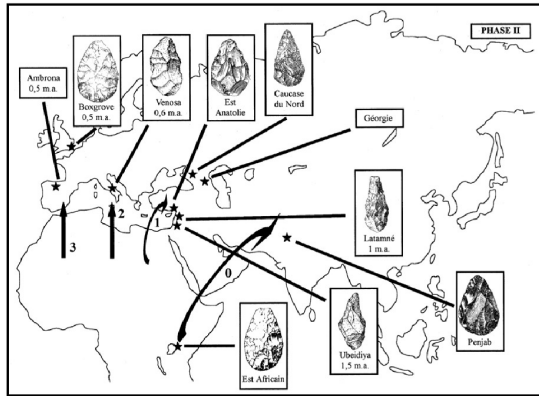 PHASE II
Ambrona
0,5 m.a.
Boxgrove
0,5 m.a.
Venosa
0,6 m.a.
Est
Anatolie
Caucase
du Nord
Géorgie
3
2
1
0
Latamné
1 m.a.
Est Africain
Ubeidiya
1,5 m.a.
Penjab